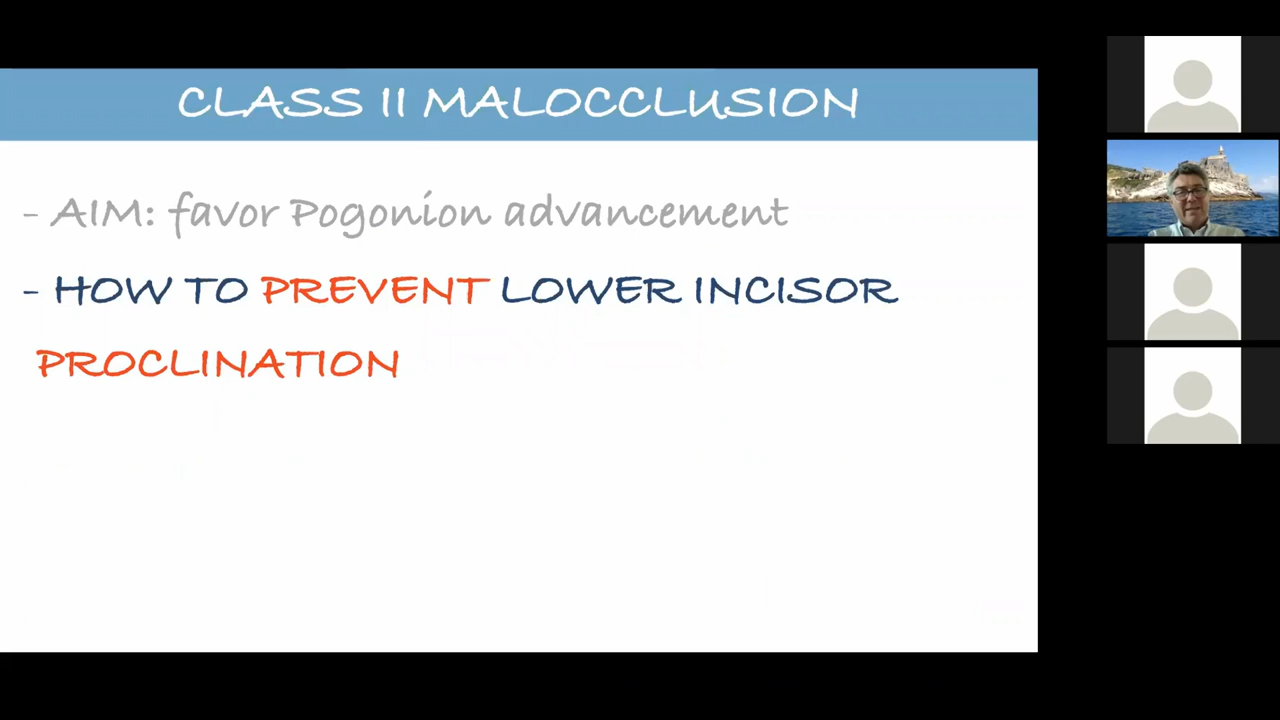 CLASS II MALOCCLUSION
- AIM: favor Pogonion advancement
- HOW TO PREVENT LOWER INCISOR
PROCLINATION